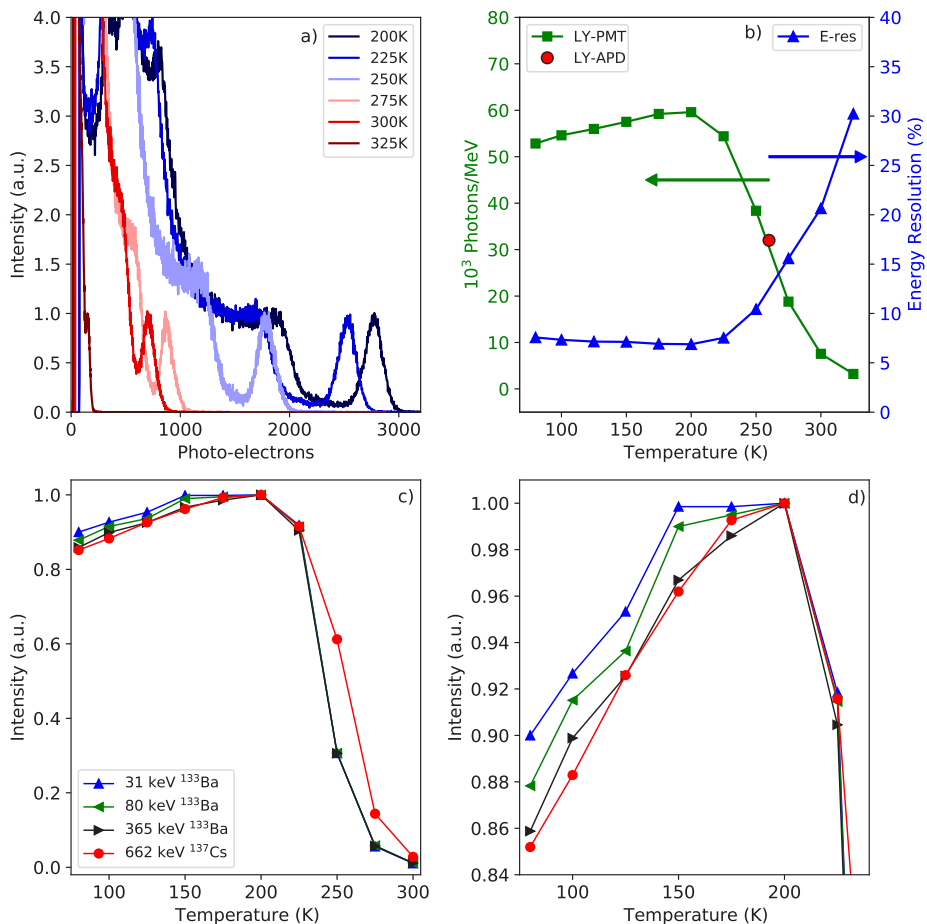 a)
200K
225K
250K
275K
300K
325K
4.0
3.5
3.0
2.5
2.0
1.5
1.0
0.5
0.0
Intensity (a.u.)
0 1000 2000 3000
Photo-electrons
b)
LY-PMT
LY-APD
E-res
80
70
60
50
40
30
20
10
0
10³ Photons/MeV
40
35
30
25
20
15
10
5
0
Energy Resolution (%)
100 150 200 250 300
Temperature (K)
c)
1.0
0.8
0.6
0.4
0.2
0.0
Intensity (a.u.)
31 keV ¹³³Ba
80 keV ¹³³Ba
365 keV ¹³³Ba
662 keV ¹³⁷Cs
100 150 200 250 300
Temperature (K)
d)
1.00
0.98
0.96
0.94
0.92
0.90
0.88
0.86
0.84
Intensity (a.u.)
100 150 200
Temperature (K)